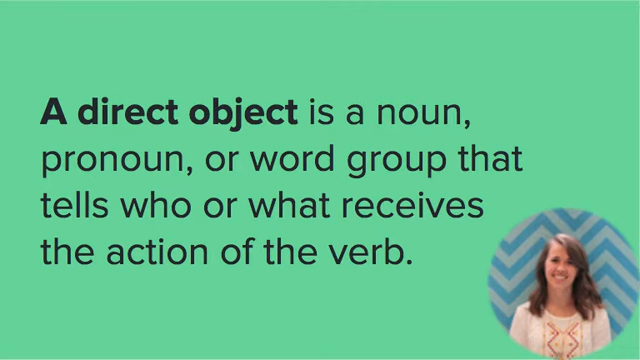 A direct object is a noun,
pronoun, or word group that
tells who or what receives
the action of the verb.